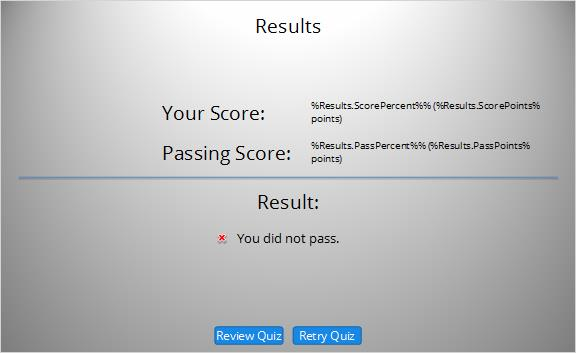 Results
Your Score:
%Results.ScorePercent%% (%Results.ScorePoints%
points)
Passing Score:
%Results.PassPercent%% (%Results.PassPoints%
points)
Result:
You did not pass.
Review Quiz
Retry Quiz